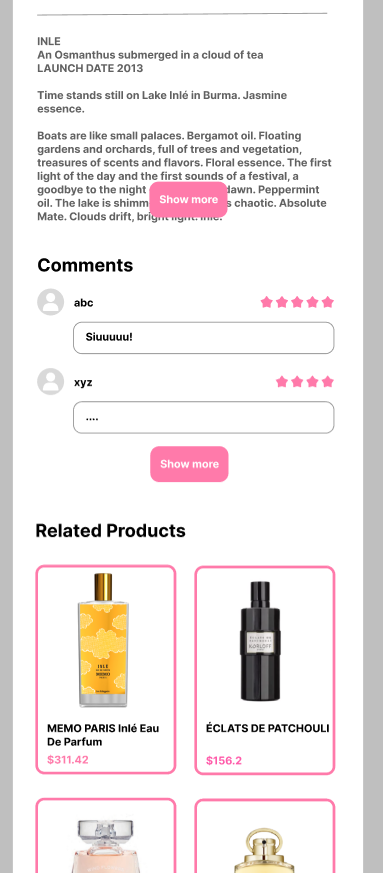 INLE
An Osmanthus submerged in a cloud of tea
LAUNCH DATE 2013
Time stands still on Lake Inlé in Burma. Jasmine
essence.
Boats are like small palaces. Bergamot oil. Floating
gardens and orchards, full of trees and vegetation,
treasures of scents and flavors. Floral essence. The first
light of the day and the first sounds of a festival, a
goodbye to the night dawn. Peppermint
oil. The lake is shimm s chaotic. Absolute
Mate. Clouds drift, bright light. Inle.
Show more
Comments
abc
Siuuuuu!
xyz
....
Show more
Related Products
INLE
MEMO
KORLOFF
MEMO PARIS Inlé Eau
De Parfum
$311.42
ÉCLATS DE PATCHOULI
$156.2